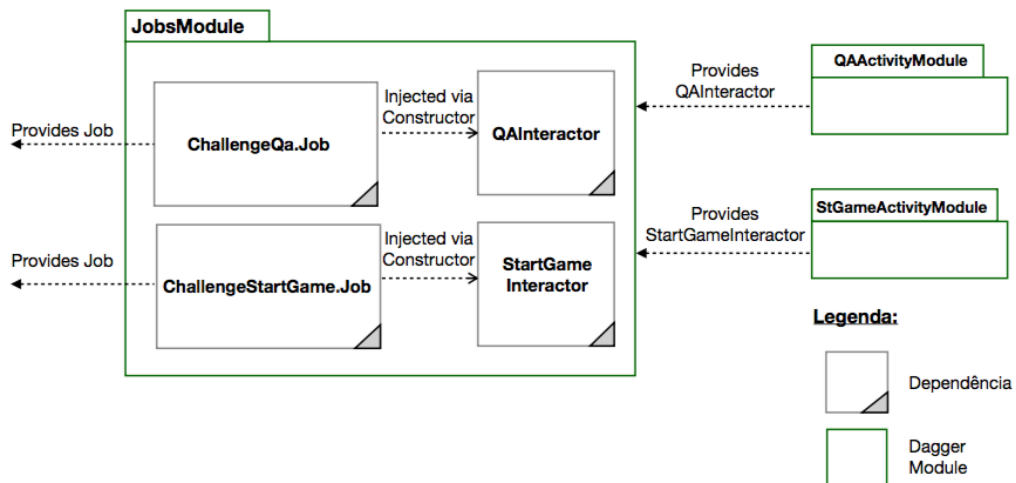 JobsModule
Provides Job
ChallengeQa.Job
Injected via
Constructor
QAInteractor
Provides
QAInteractor
QAActivityModule
Provides Job
ChallengeStartGame.Job
Injected via
Constructor
StartGame
Interactor
Provides
StartGameInteractor
StGameActivityModule
Legenda:
Dependência
Dagger
Module